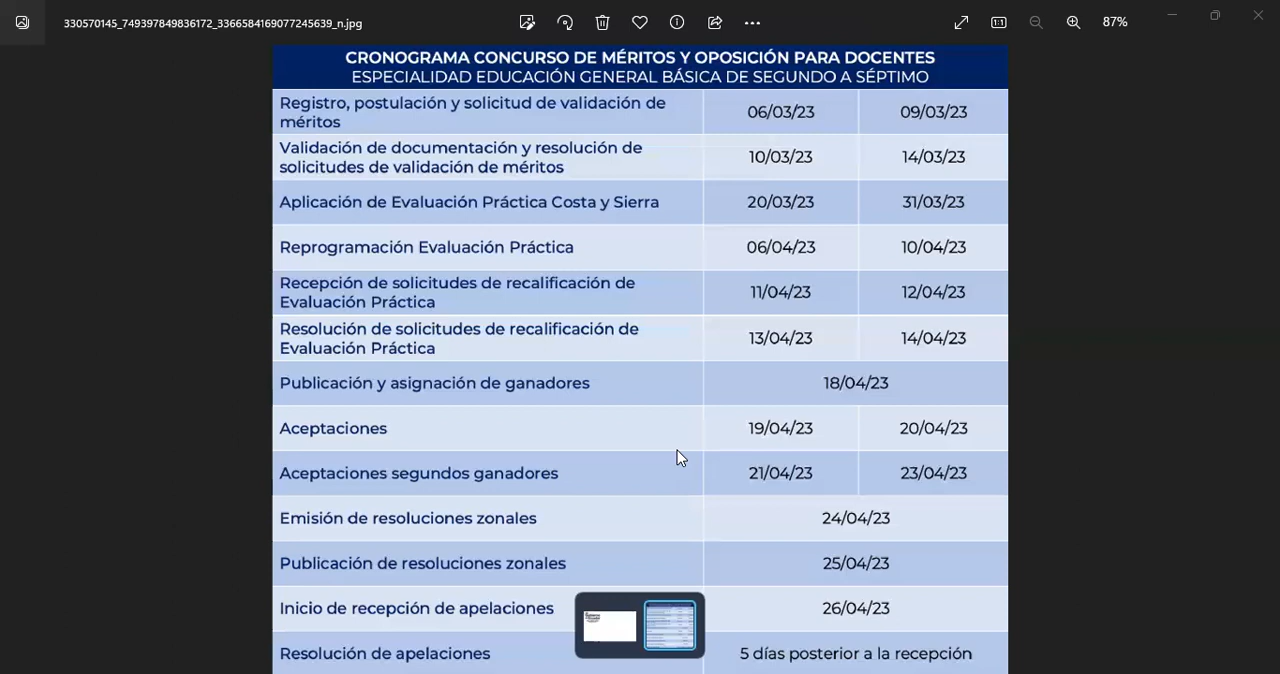 330570145_749397849836172_3366584169077245639_n.jpg
87%
CRONOGRAMA CONCURSO DE MÉRITOS Y OPOSICIÓN PARA DOCENTES
ESPECIALIDAD EDUCACIÓN GENERAL BÁSICA DE SEGUNDO A SÉPTIMO
Registro, postulación y solicitud de validación de
méritos
06/03/23
09/03/23
Validación de documentación y resolución de
solicitudes de validación de méritos
10/03/23
14/03/23
Aplicación de Evaluación Práctica Costa y Sierra
20/03/23
31/03/23
Reprogramación Evaluación Práctica
06/04/23
10/04/23
Recepción de solicitudes de recalificación de
Evaluación Práctica
11/04/23
12/04/23
Resolución de solicitudes de recalificación de
Evaluación Práctica
13/04/23
14/04/23
Publicación y asignación de ganadores
18/04/23
Aceptaciones
19/04/23
20/04/23
Aceptaciones segundos ganadores
21/04/23
23/04/23
Emisión de resoluciones zonales
24/04/23
Publicación de resoluciones zonales
25/04/23
Inicio de recepción de apelaciones
26/04/23
Resolución de apelaciones
5 días posterior a la recepción